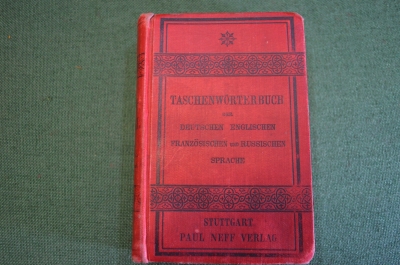 TASCHENWÖRTERBUCH
DER
DEUTSCHEN ENGLISCHEN
FRANZÖSISCHEN UND RUSSISCHEN
SPRACHE
STUTTGART.
PAUL NEFF VERLAG